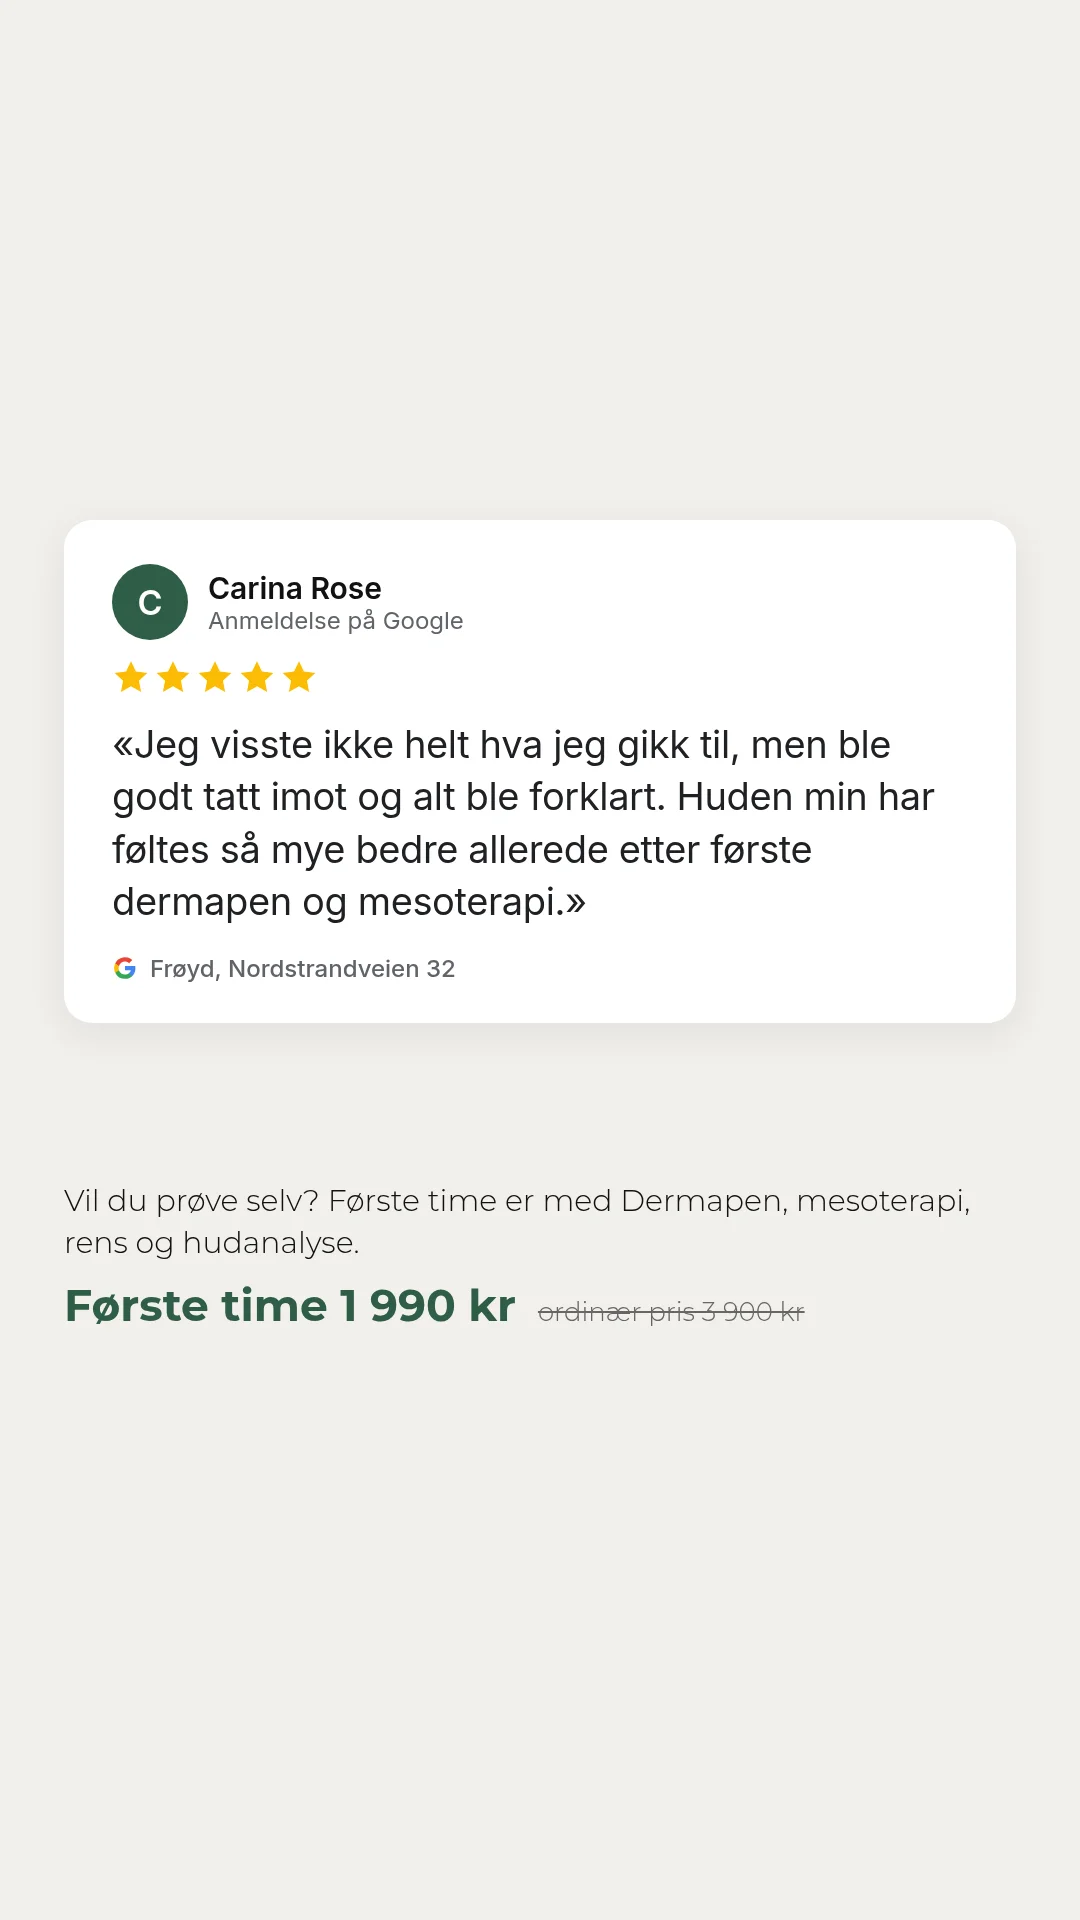 C
Carina Rose
Anmeldelse på Google
«Jeg visste ikke helt hva jeg gikk til, men ble
godt tatt imot og alt ble forklart. Huden min har
føltes så mye bedre allerede etter første
dermapen og mesoterapi.»
G Frøyd, Nordstrandveien 32
Vil du prøve selv? Første time er med Dermapen, mesoterapi,
rens og hudanalyse.
Første time 1 990 kr ordinær pris 3 900 kr